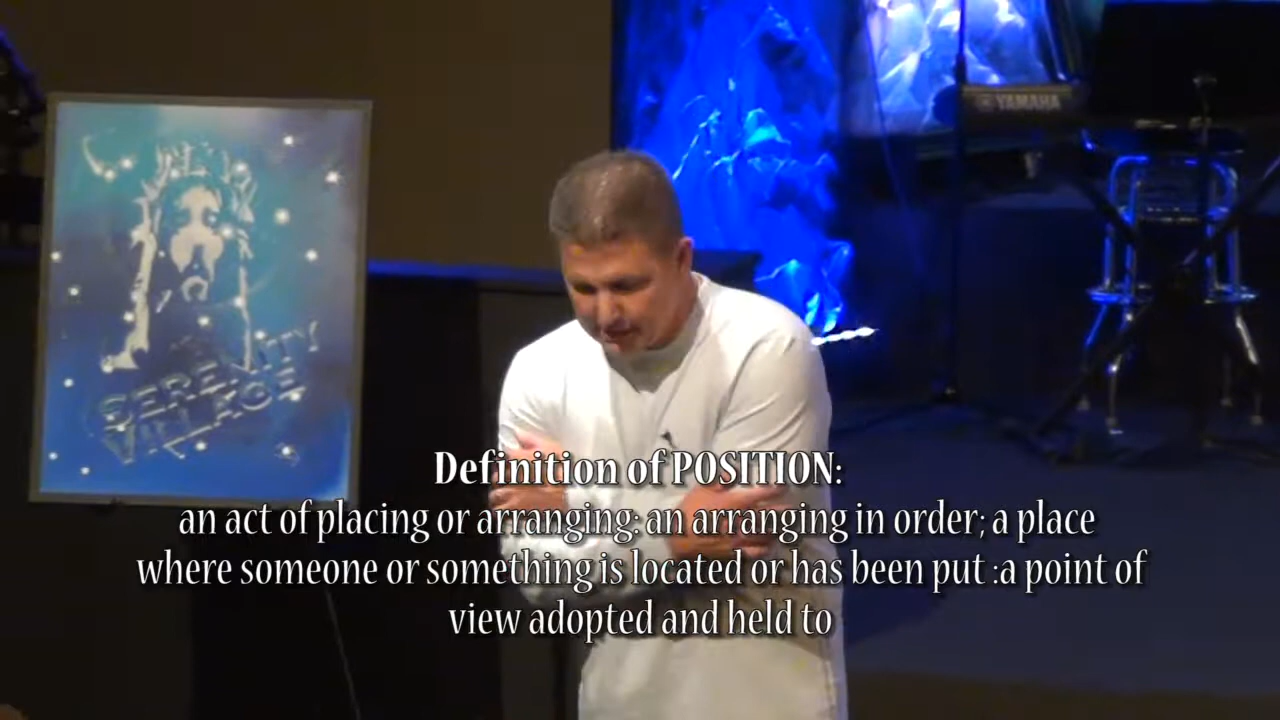 YAMAHA
SERENITY
VILLAGE
Definition of POSITION:
an act of placing or arranging: an arranging in order; a place
where someone or something is located or has been put :a point of
view adopted and held to